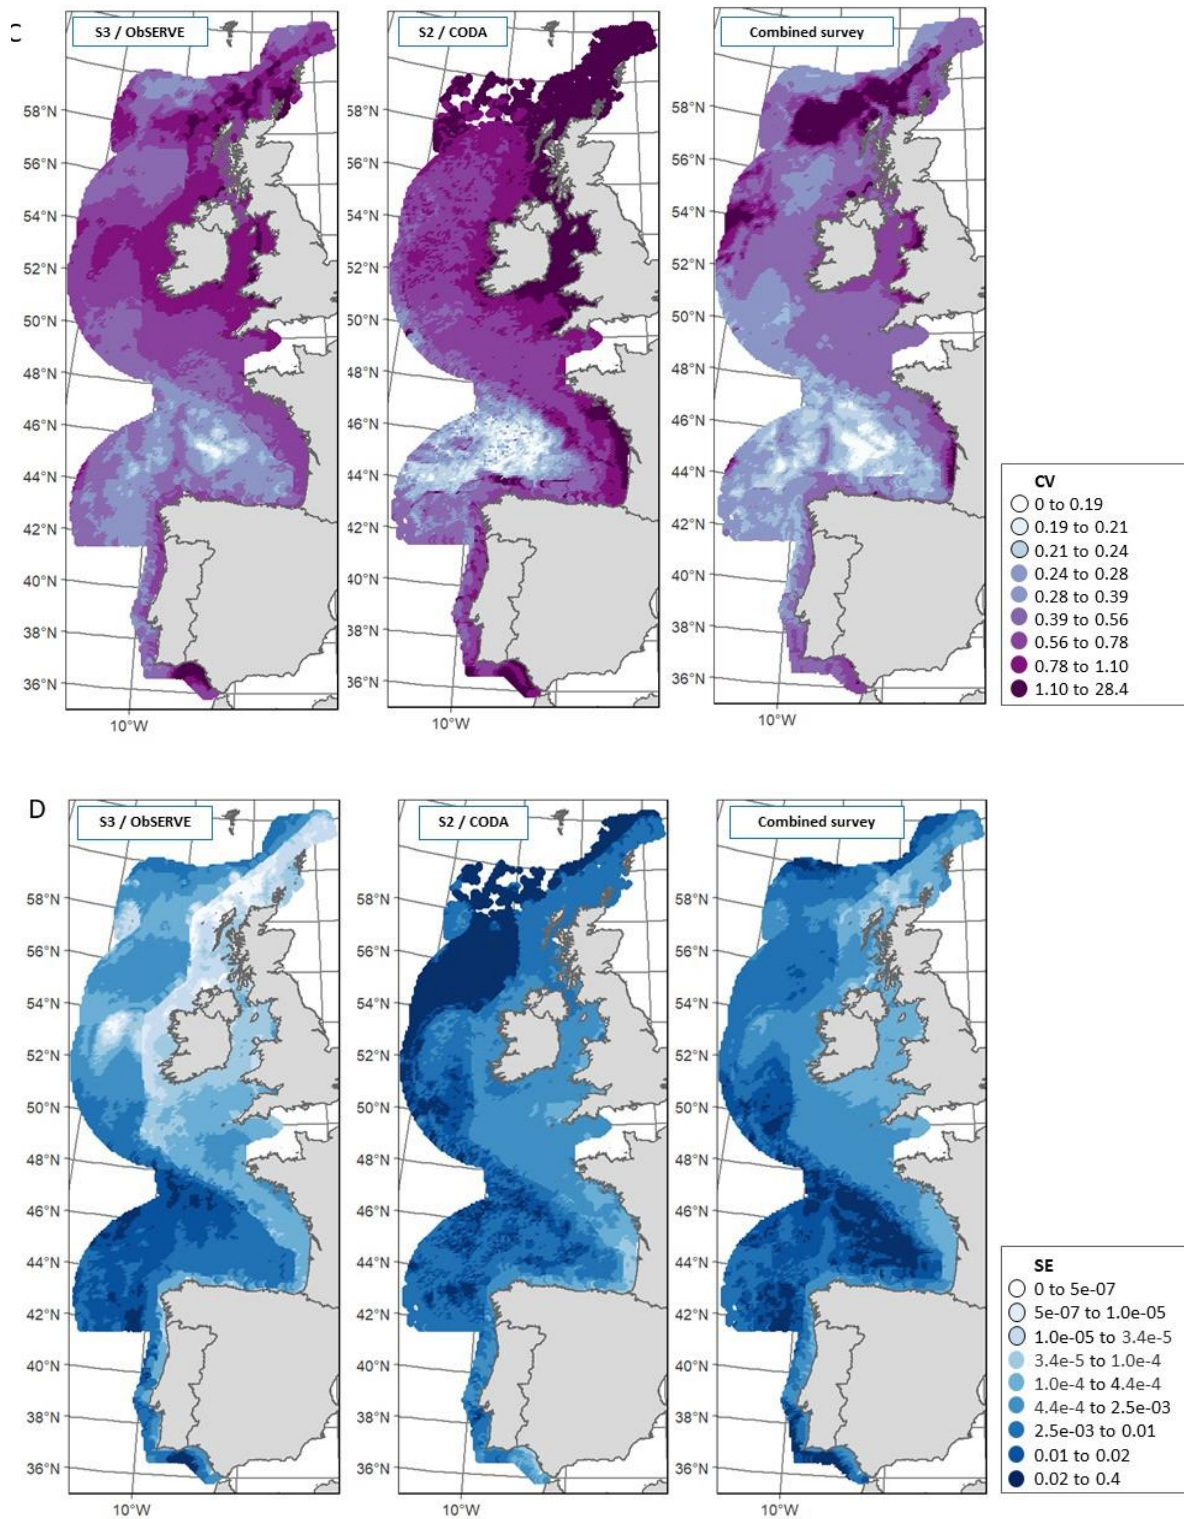 C
S3 / ObSERVE
S2 / CODA
Combined survey
58°N
56°N
54°N
52°N
50°N
48°N
46°N
44°N
42°N
40°N
38°N
36°N
10°W
58°N
56°N
54°N
52°N
50°N
48°N
46°N
44°N
42°N
40°N
38°N
36°N
10°W
58°N
56°N
54°N
52°N
50°N
48°N
46°N
44°N
42°N
40°N
38°N
36°N
10°W
CV
0 to 0.19
0.19 to 0.21
0.21 to 0.24
0.24 to 0.28
0.28 to 0.39
0.39 to 0.56
0.56 to 0.78
0.78 to 1.10
1.10 to 28.4
D
S3 / ObSERVE
S2 / CODA
Combined survey
58°N
56°N
54°N
52°N
50°N
48°N
46°N
44°N
42°N
40°N
38°N
36°N
10°W
58°N
56°N
54°N
52°N
50°N
48°N
46°N
44°N
42°N
40°N
38°N
36°N
10°W
58°N
56°N
54°N
52°N
50°N
48°N
46°N
44°N
42°N
40°N
38°N
36°N
10°W
SE
0 to 5e-07
5e-07 to 1.0e-05
1.0e-05 to 3.4e-5
3.4e-5 to 1.0e-4
1.0e-4 to 4.4e-4
4.4e-4 to 2.5e-03
2.5e-03 to 0.01
0.01 to 0.02
0.02 to 0.4